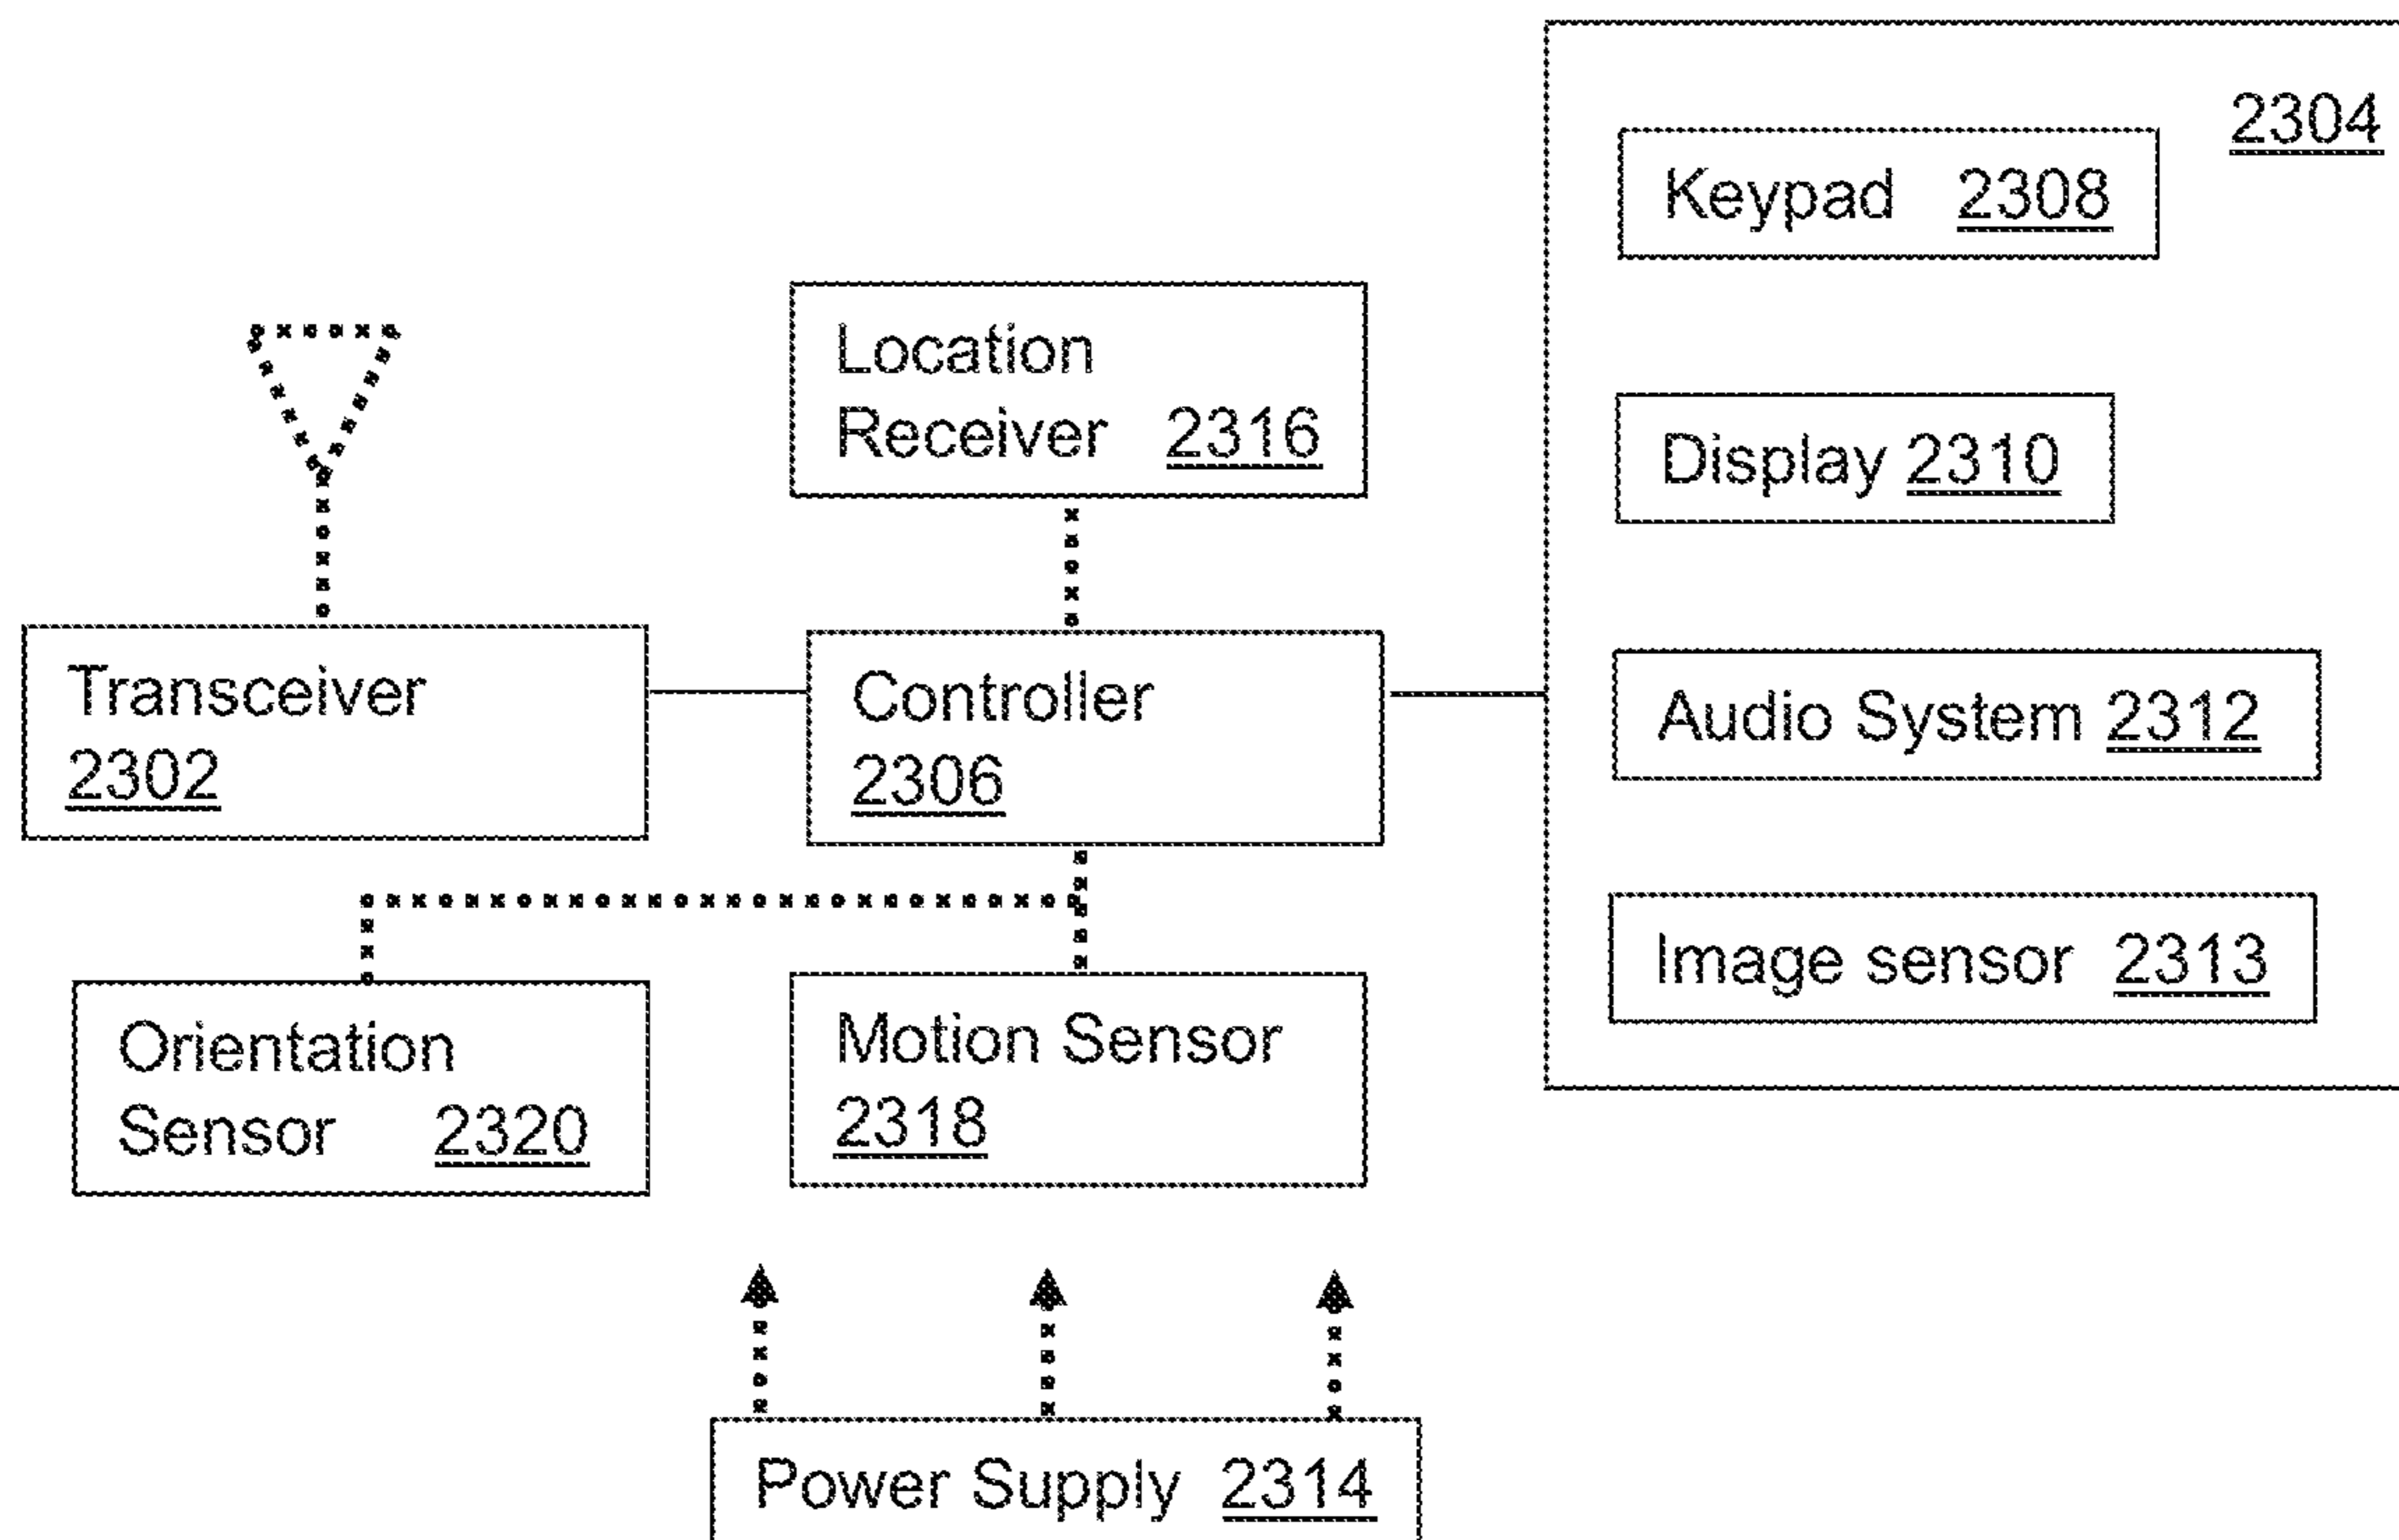 2304
Keypad 2308
Location
Receiver 2316
Display 2310
Transceiver
2302
Controller
2306
Audio System 2312
Image sensor 2313
Orientation
Sensor 2320
Motion Sensor
2318
Power Supply 2314